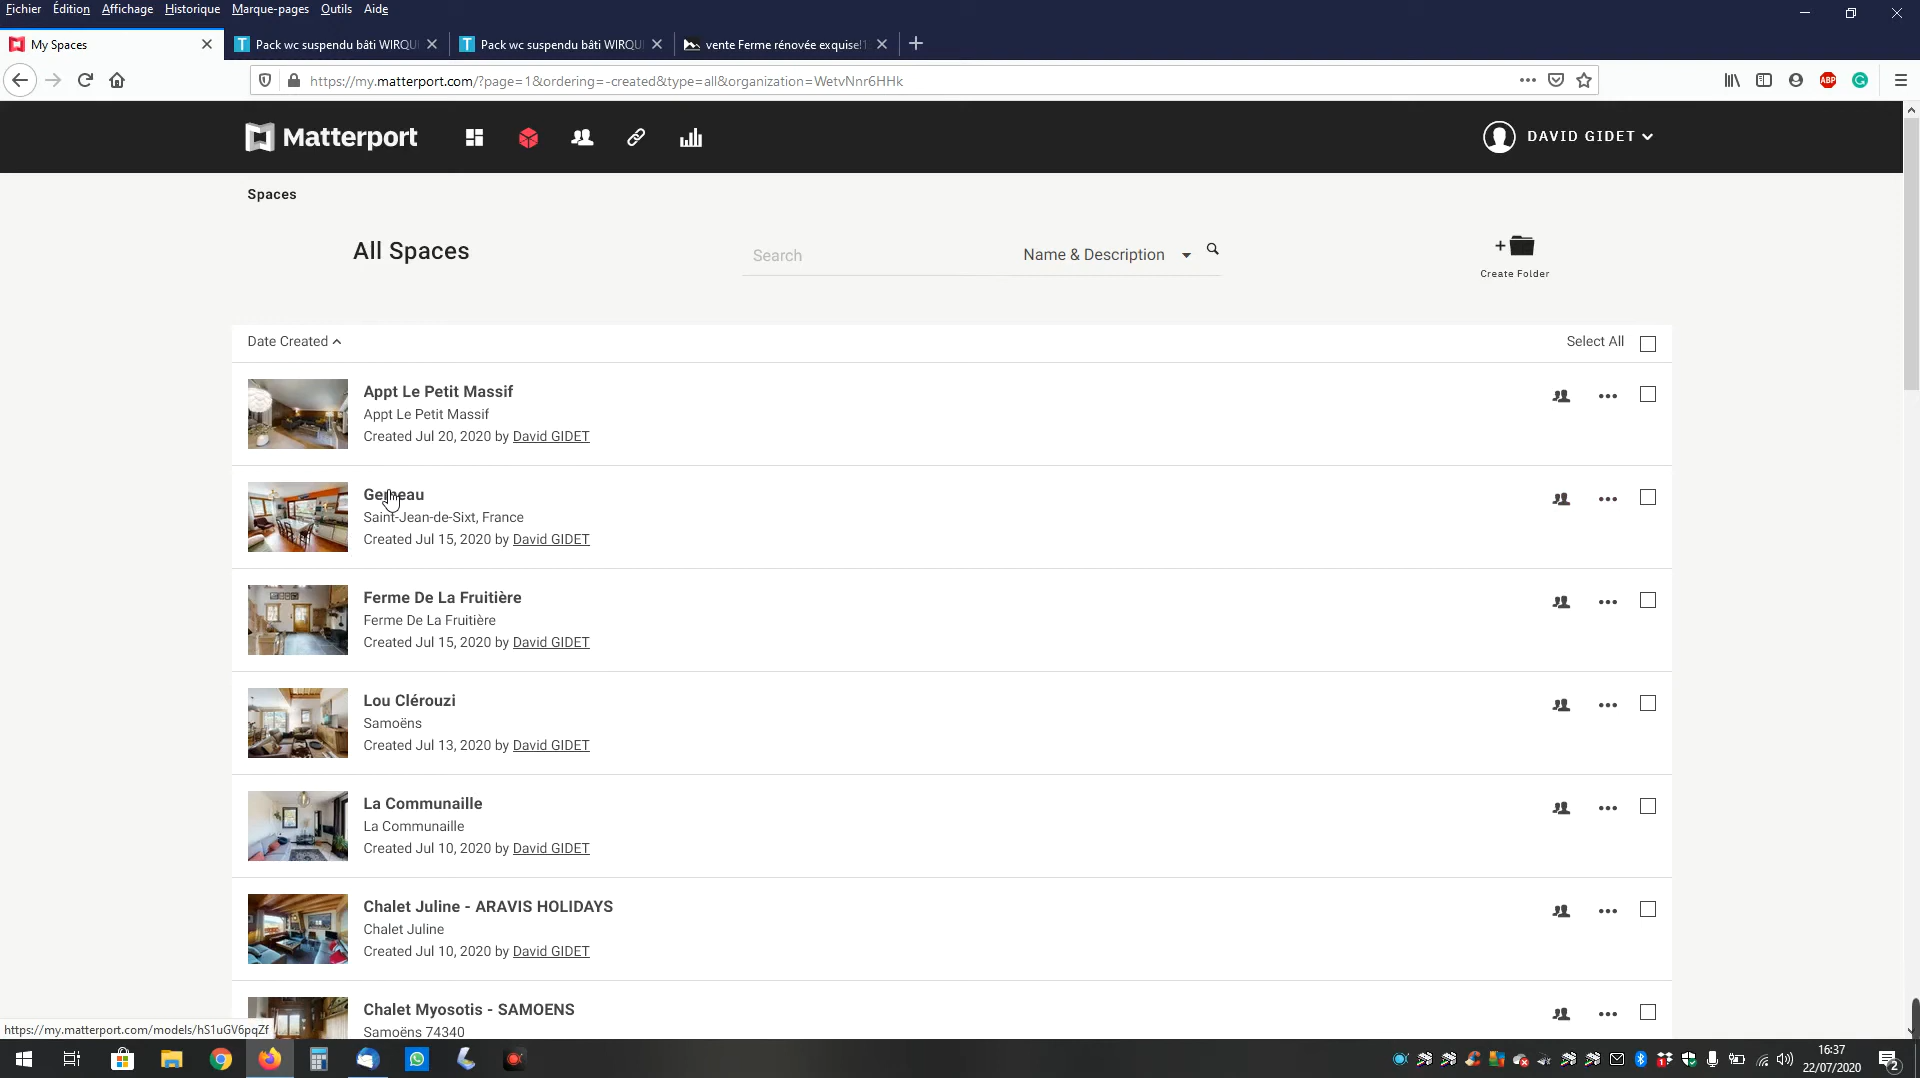 Fichier Édition Affichage Historique Marque-pages Outils Aide
My Spaces
Pack wc suspendu bâti WIRQUI
Pack wc suspendu bâti WIRQUI
vente Ferme rénovée exquise!
https://my.matterport.com/?page=1&ordering=-created&type=all&organization=WetvNnr6HHk
ABP
Matterport
DAVID GIDET
Spaces
All Spaces
Search
Name & Description
Create Folder
Date Created
Select All
Appt Le Petit Massif
Appt Le Petit Massif
Created Jul 20, 2020 by David GIDET
Saint-Jean-de-Sixt, France
Created Jul 15, 2020 by David GIDET
Ferme De La Fruitière
Ferme De La Fruitière
Created Jul 15, 2020 by David GIDET
Lou Clérouzi
Samoëns
Created Jul 13, 2020 by David GIDET
La Communaille
La Communaille
Created Jul 10, 2020 by David GIDET
Chalet Juline - ARAVIS HOLIDAYS
Chalet Juline
Created Jul 10, 2020 by David GIDET
Chalet Myosotis - SAMOENS
Samoëns 74340
https://my.matterport.com/models/hS1uGV6pqZf
16:37
22/07/2020
2